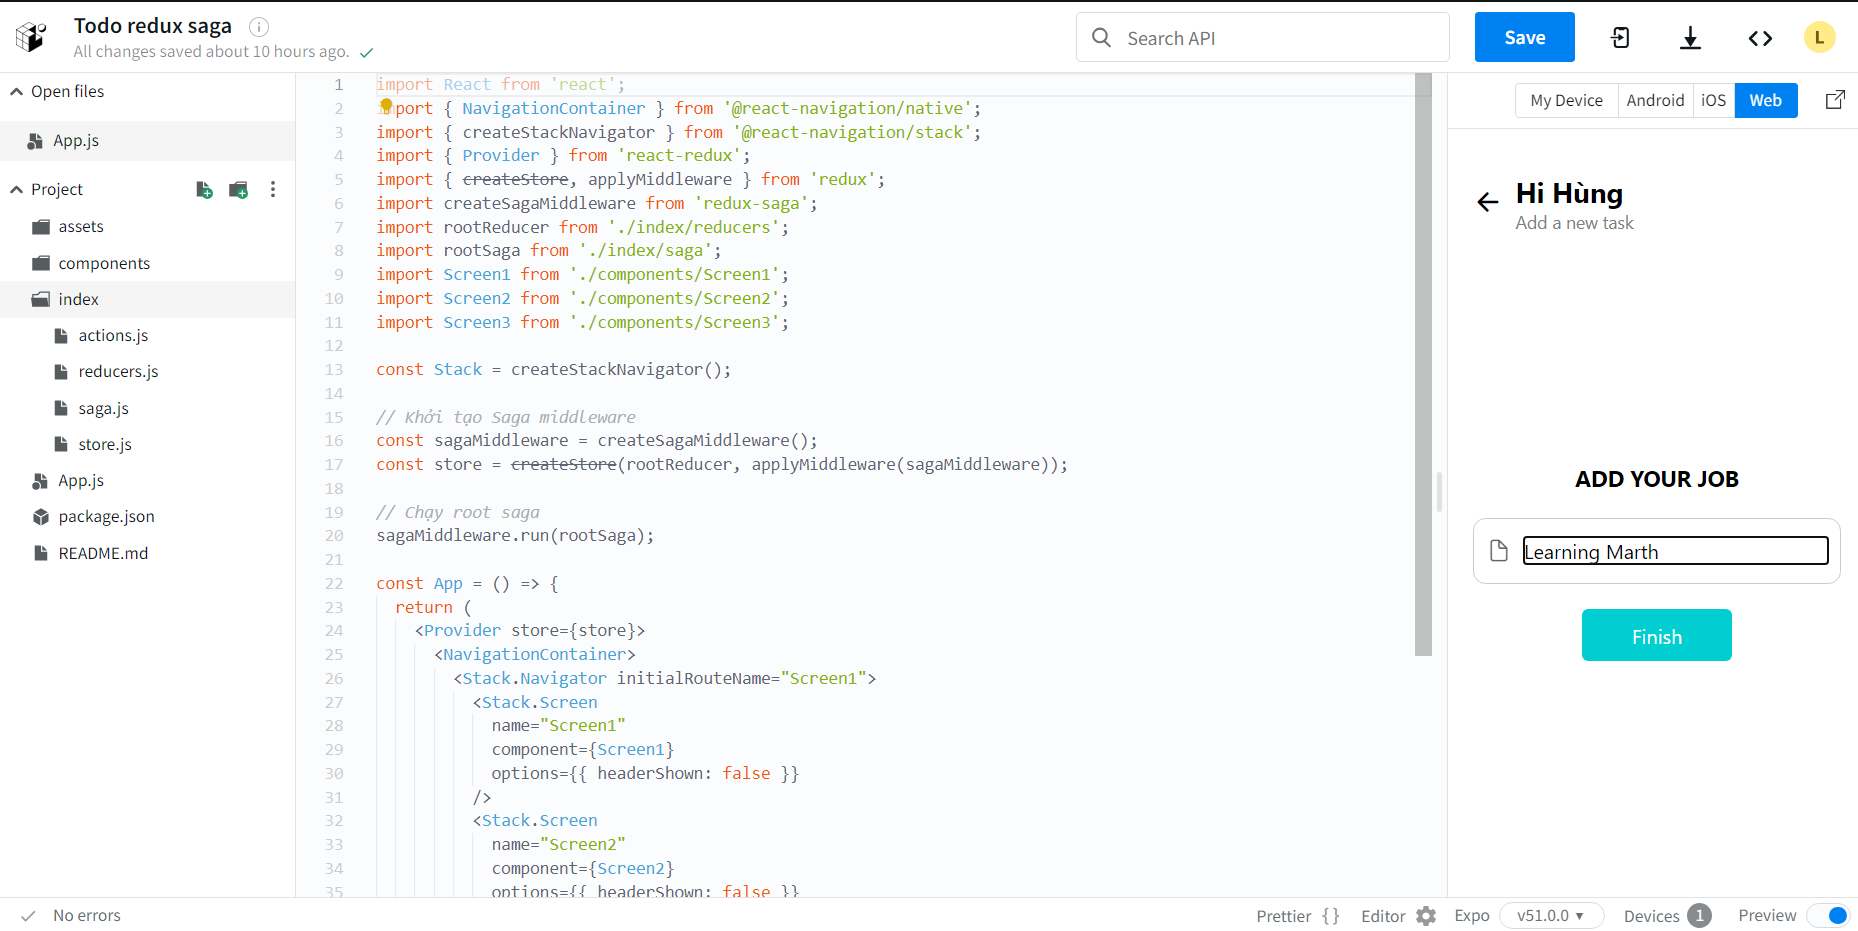 Todo redux saga
All changes saved about 10 hours ago.
Search API
Save
L
Open files
App.js
Project
assets
components
index
actions.js
reducers.js
saga.js
store.js
App.js
package.json
README.md
1 import React from 'react';
2 import { NavigationContainer } from '@react-navigation/native';
3 import { createStackNavigator } from '@react-navigation/stack';
4 import { Provider } from 'react-redux';
5 import { createStore, applyMiddleware } from 'redux';
6 import createSagaMiddleware from 'redux-saga';
7 import rootReducer from './index/reducers';
8 import rootSaga from './index/saga';
9 import Screen1 from './components/Screen1';
10 import Screen2 from './components/Screen2';
11 import Screen3 from './components/Screen3';
12
13 const Stack = createStackNavigator();
14
15 // Khởi tạo Saga middleware
16 const sagaMiddleware = createSagaMiddleware();
17 const store = createStore(rootReducer, applyMiddleware(sagaMiddleware));
18
19 // Chạy root saga
20 sagaMiddleware.run(rootSaga);
21
22 const App = () => {
23 return (
24 <Provider store={store}>
25 <NavigationContainer>
26 <Stack.Navigator initialRouteName="Screen1">
27 <Stack.Screen
28 name="Screen1"
29 component={Screen1}
30 options={{ headerShown: false }}
31 />
32 <Stack.Screen
33 name="Screen2"
34 component={Screen2}
35 options={{ headerShown: false }}
My Device
Android
iOS
Web
Hi Hùng
Add a new task
ADD YOUR JOB
Learning Marth
Finish
No errors
Prettier { }
Editor
Expo
v51.0.0
Devices 1
Preview